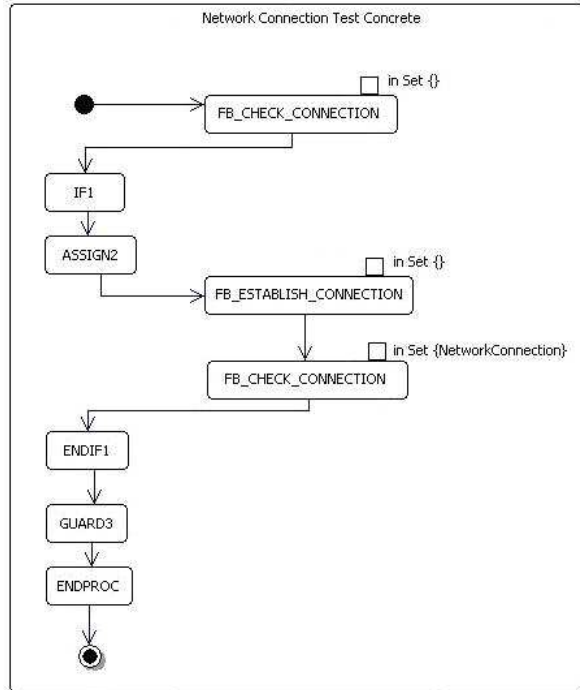 Network Connection Test Concrete
in Set {}
FB_CHECK_CONNECTION
IF1
ASSIGN2
in Set {}
FB_ESTABLISH_CONNECTION
in Set {NetworkConnection}
FB_CHECK_CONNECTION
ENDIF1
GUARD3
ENDPROC